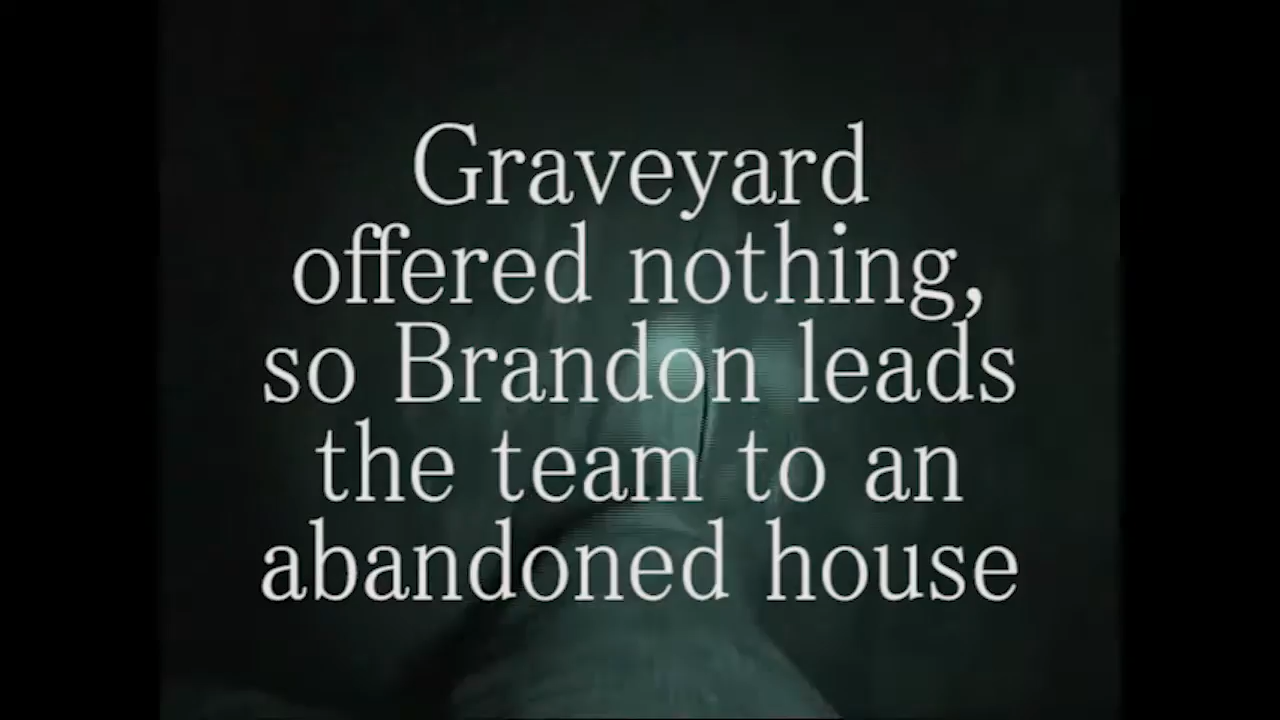 Graveyard
offered nothing,
so Brandon leads
the team to an
abandoned house